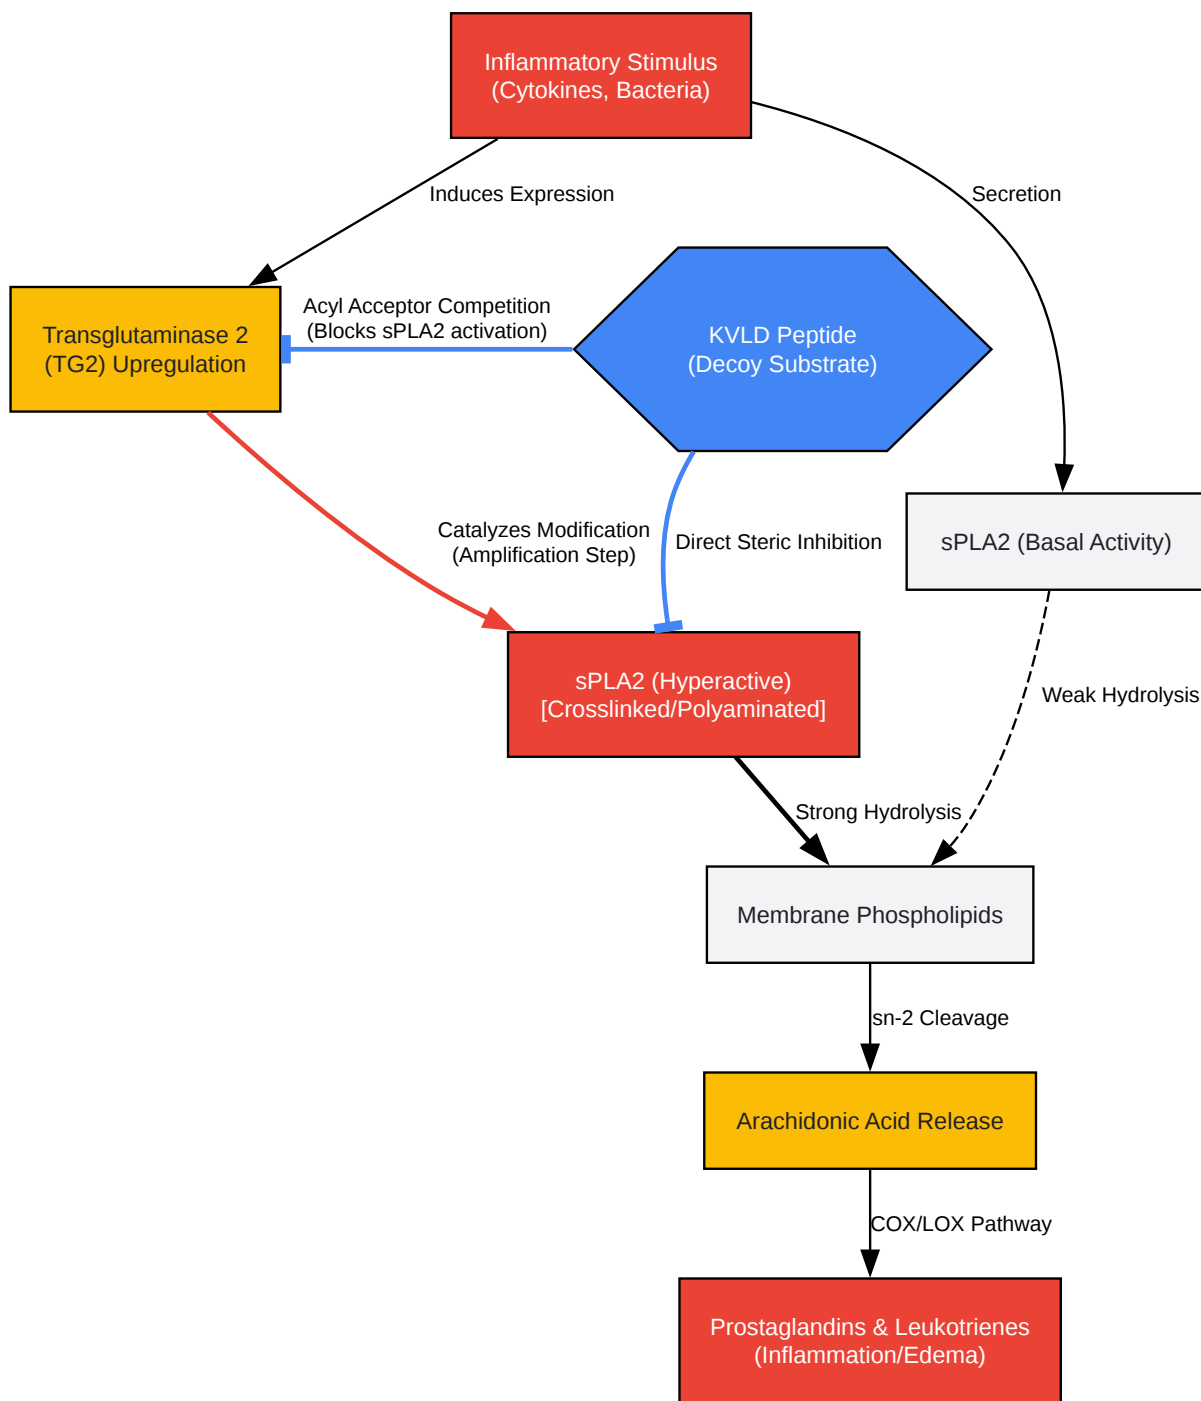 Inflammatory Stimulus
(Cytokines, Bacteria)
Induces Expression
Secretion
Transglutaminase 2
(TG2) Upregulation
Acyl Acceptor Competition
(Blocks sPLA2 activation)
KVLD Peptide
(Decoy Substrate)
Catalyzes Modification
(Amplification Step)
Direct Steric Inhibition
sPLA2 (Basal Activity)
sPLA2 (Hyperactive)
[Crosslinked/Polyaminated]
Weak Hydrolysis
Strong Hydrolysis
Membrane Phospholipids
sn-2 Cleavage
Arachidonic Acid Release
COX/LOX Pathway
Prostaglandins & Leukotrienes
(Inflammation/Edema)